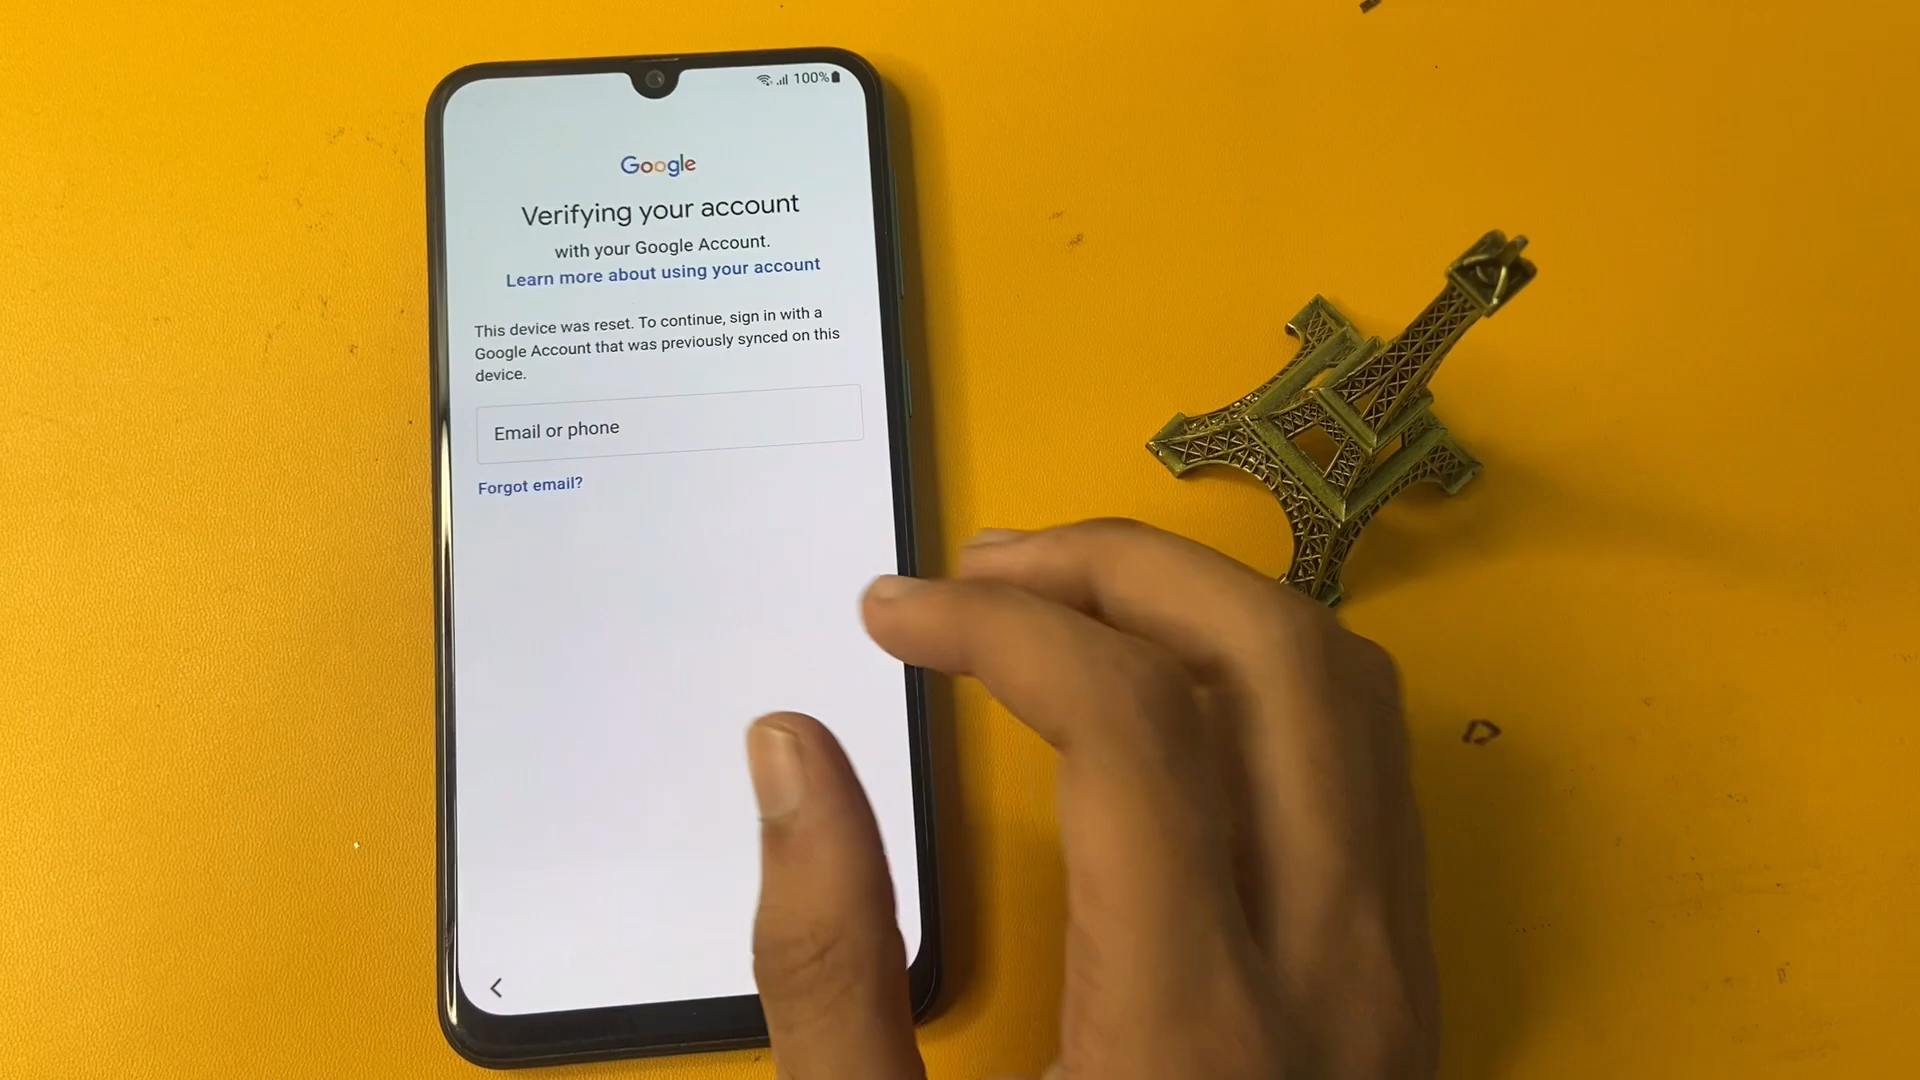 100%
Google
Verifying your account
with your Google Account.
Learn more about using your account
This device was reset. To continue, sign in with a
Google Account that was previously synced on this
device.
Email or phone
Forgot email?